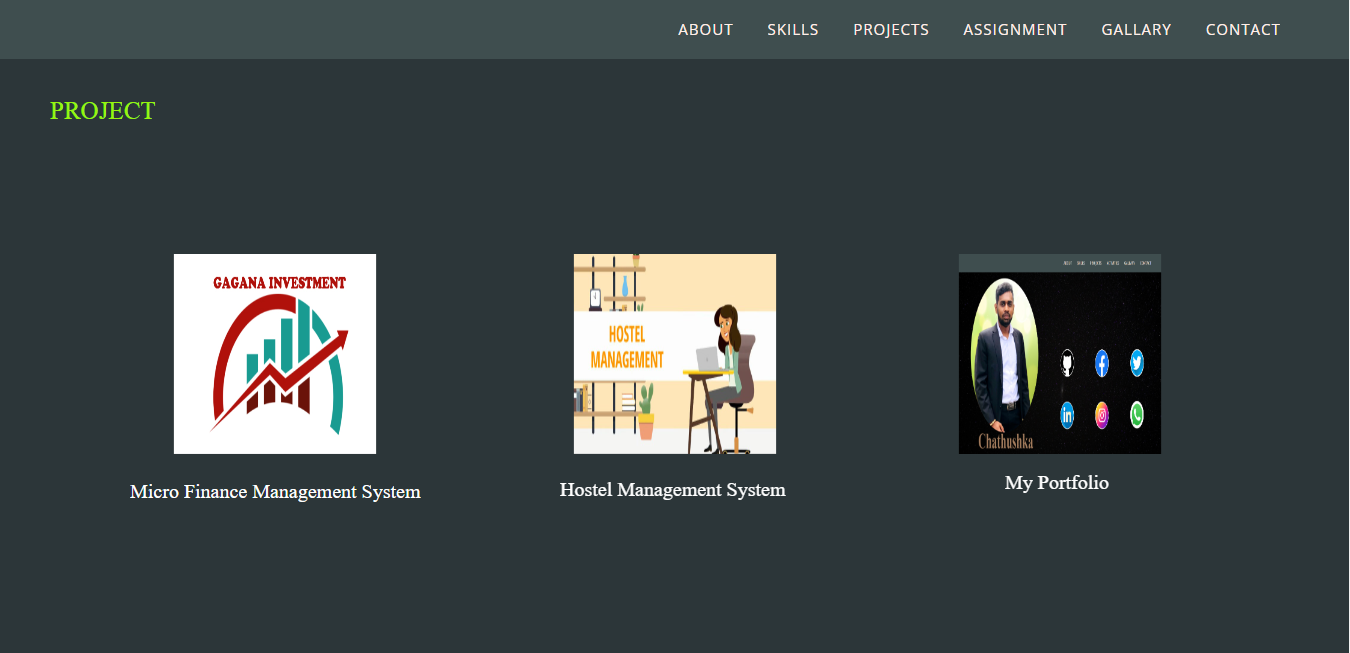 ABOUT SKILLS PROJECTS ASSIGNMENT GALLARY CONTACT
PROJECT
GAGANA INVESTMENT
HOSTEL
MANAGEMENT
Chathushka
Micro Finance Management System
Hostel Management System
My Portfolio